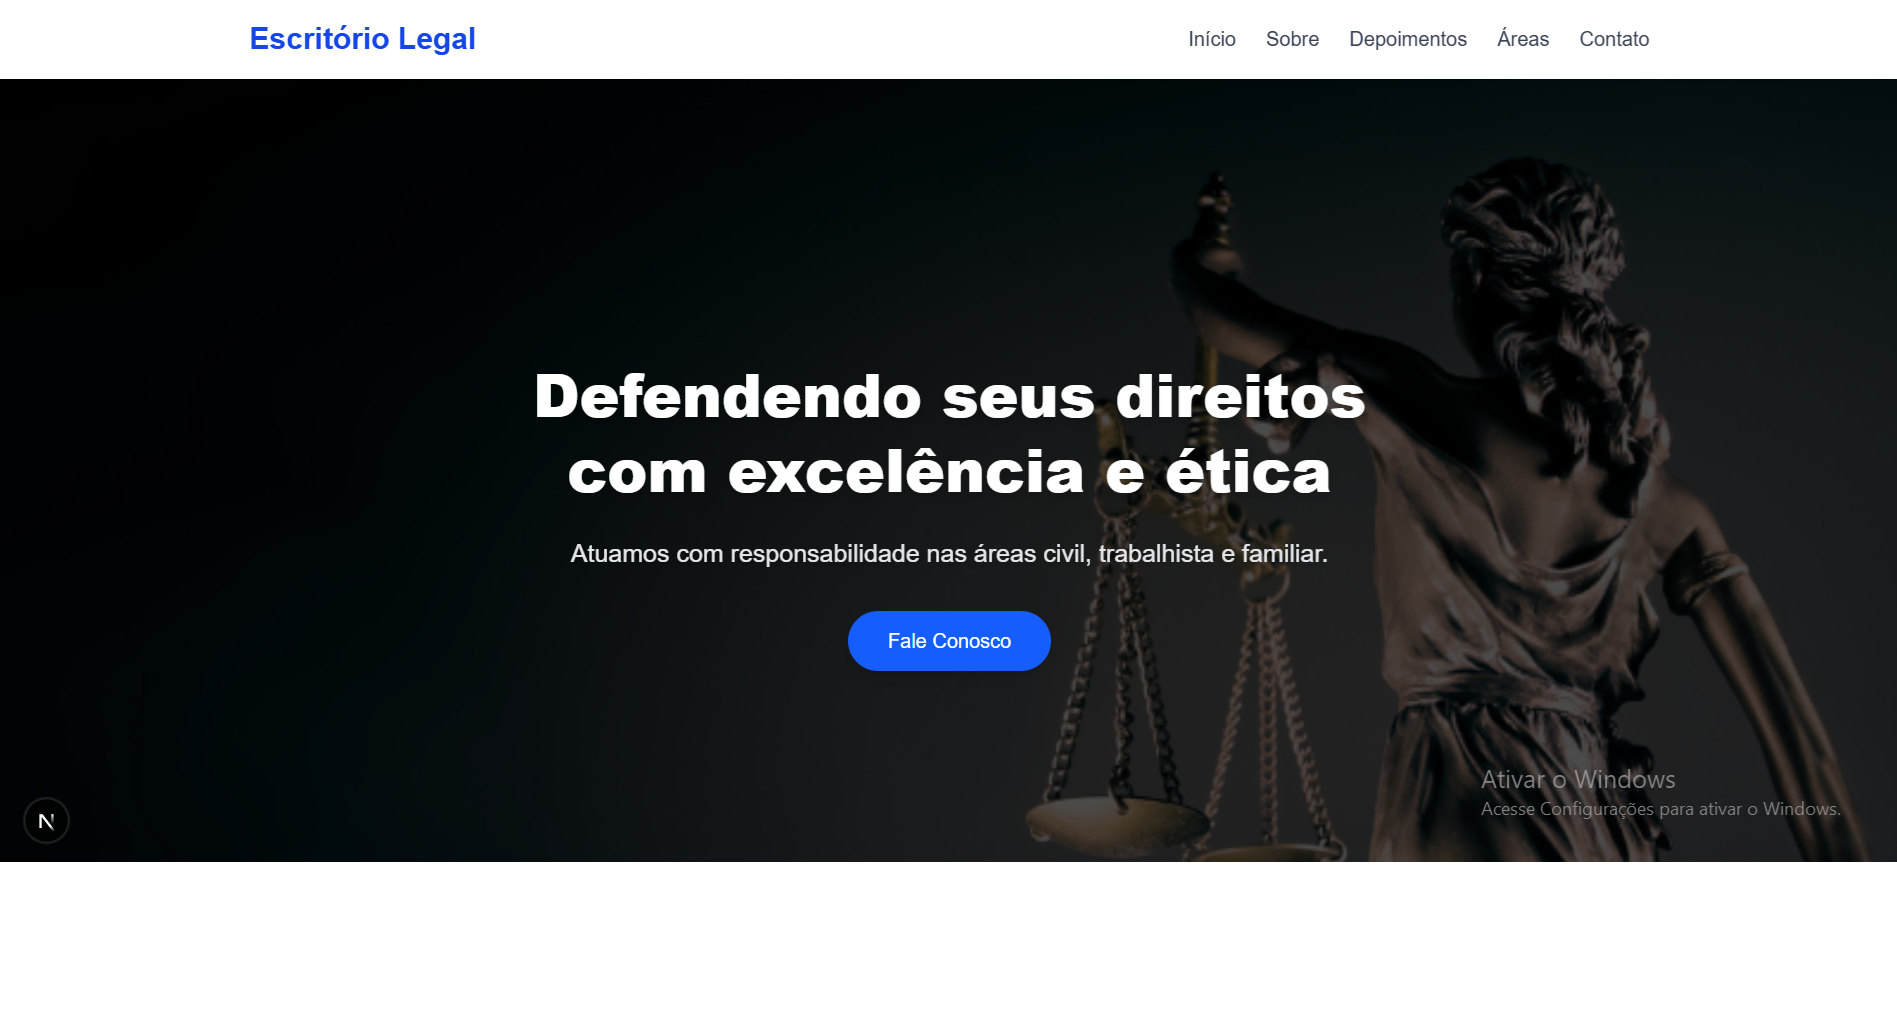 Escritório Legal
Início Sobre Depoimentos Áreas Contato
Defendendo seus direitos
com excelência e ética
Atuamos com responsabilidade nas áreas civil, trabalhista e familiar.
Fale Conosco
Ativar o Windows
Acesse Configurações para ativar o Windows.
N